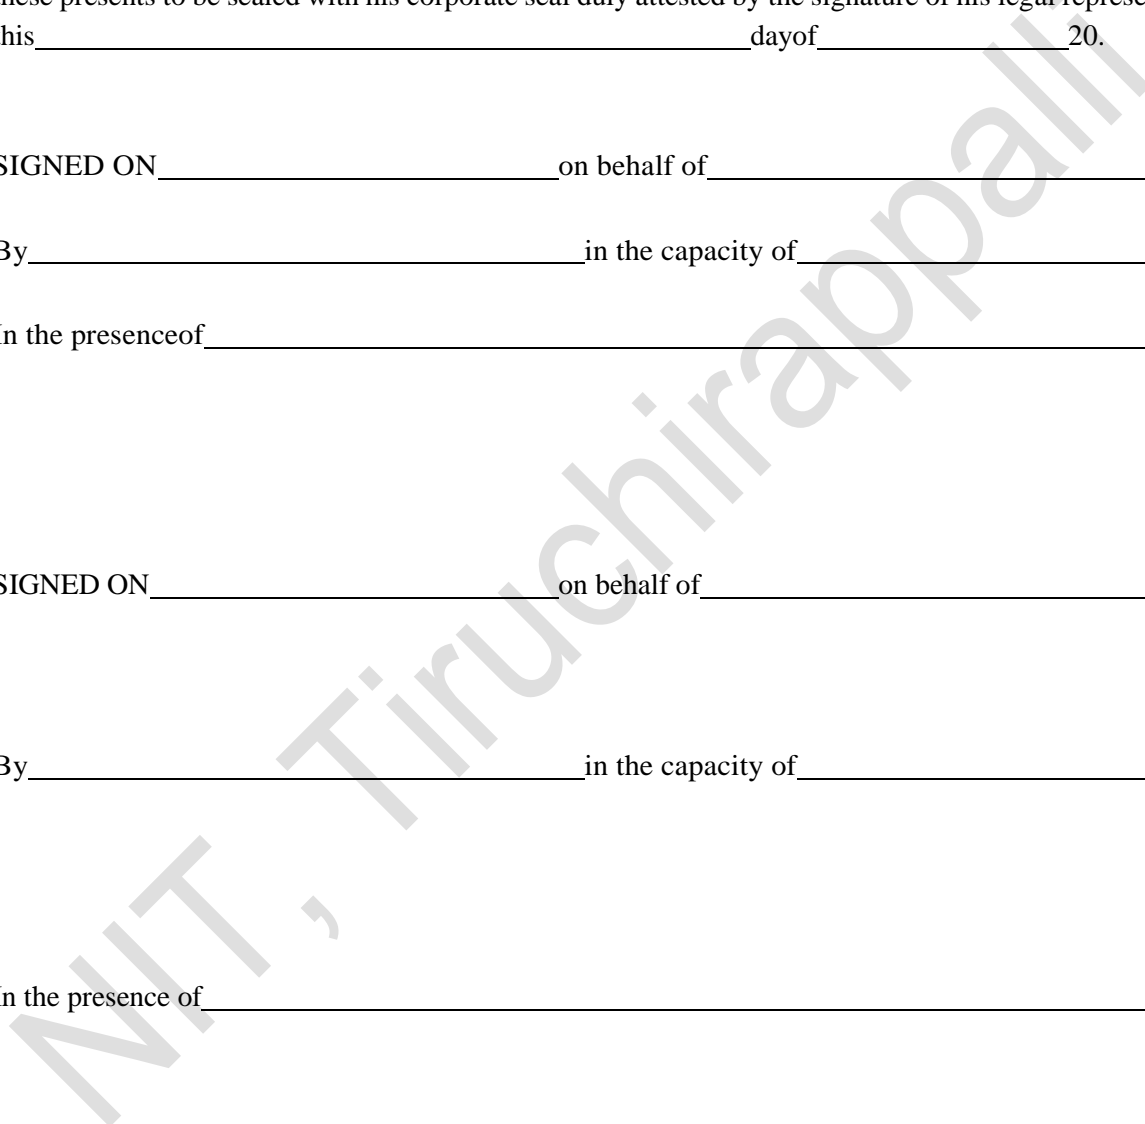 presents to be sealed with his corporate seal duly attested by the signature of his legal
this dayof 20.
SIGNED ON on behalf of
By in the capacity of
In the presenceof
SIGNED ON on behalf of
By in the capacity of
In the presence of
NIT , Tiruchirappalli